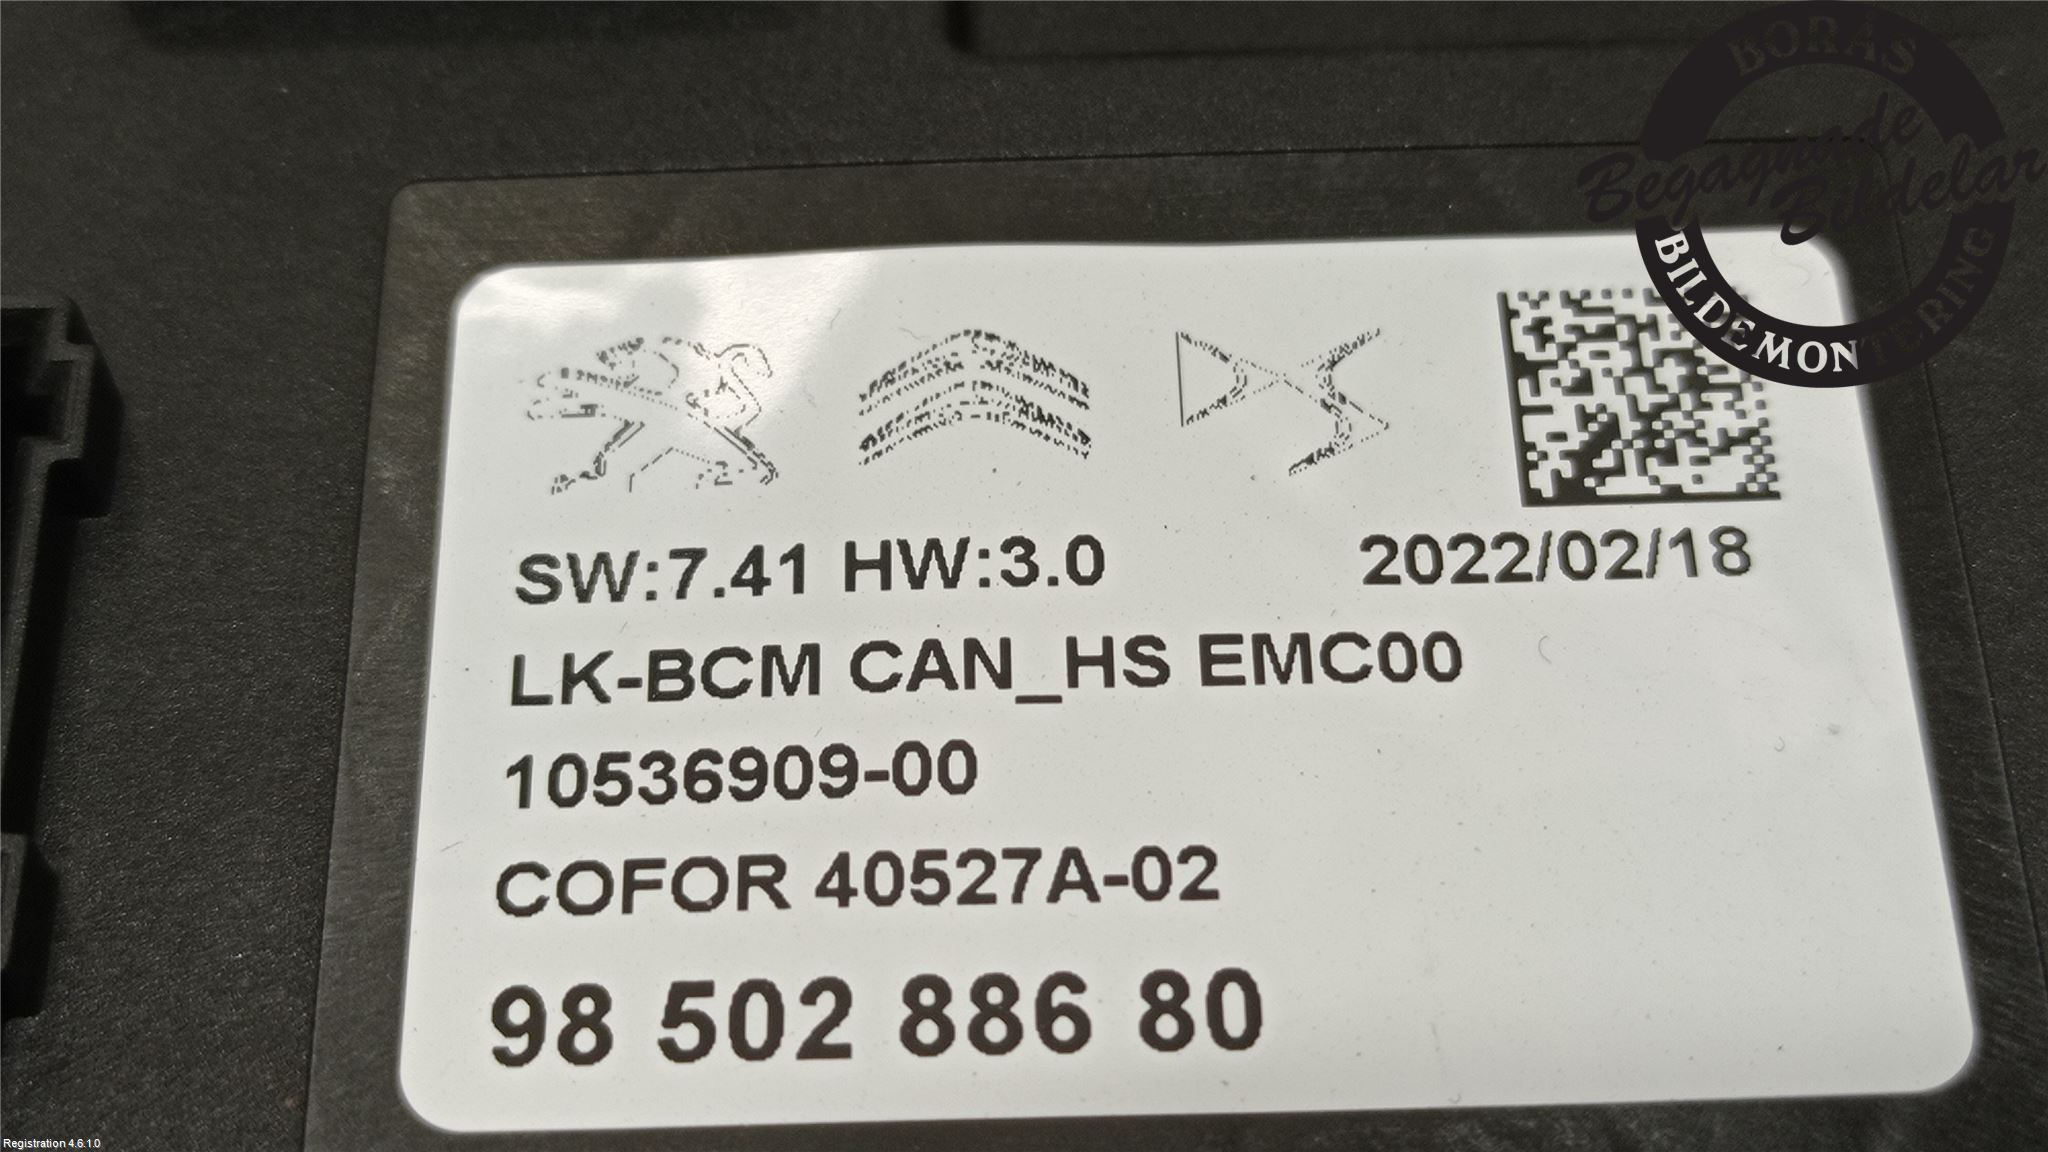 BORÅS
Begagnade
Bildelar
BILDEMONTERING
SW:7.41 HW:3.0 2022/02/18
LK-BCM CAN_HS EMC00
10536909-00
COFOR 40527A-02
98 502 886 80
Registration 4.6.1.0